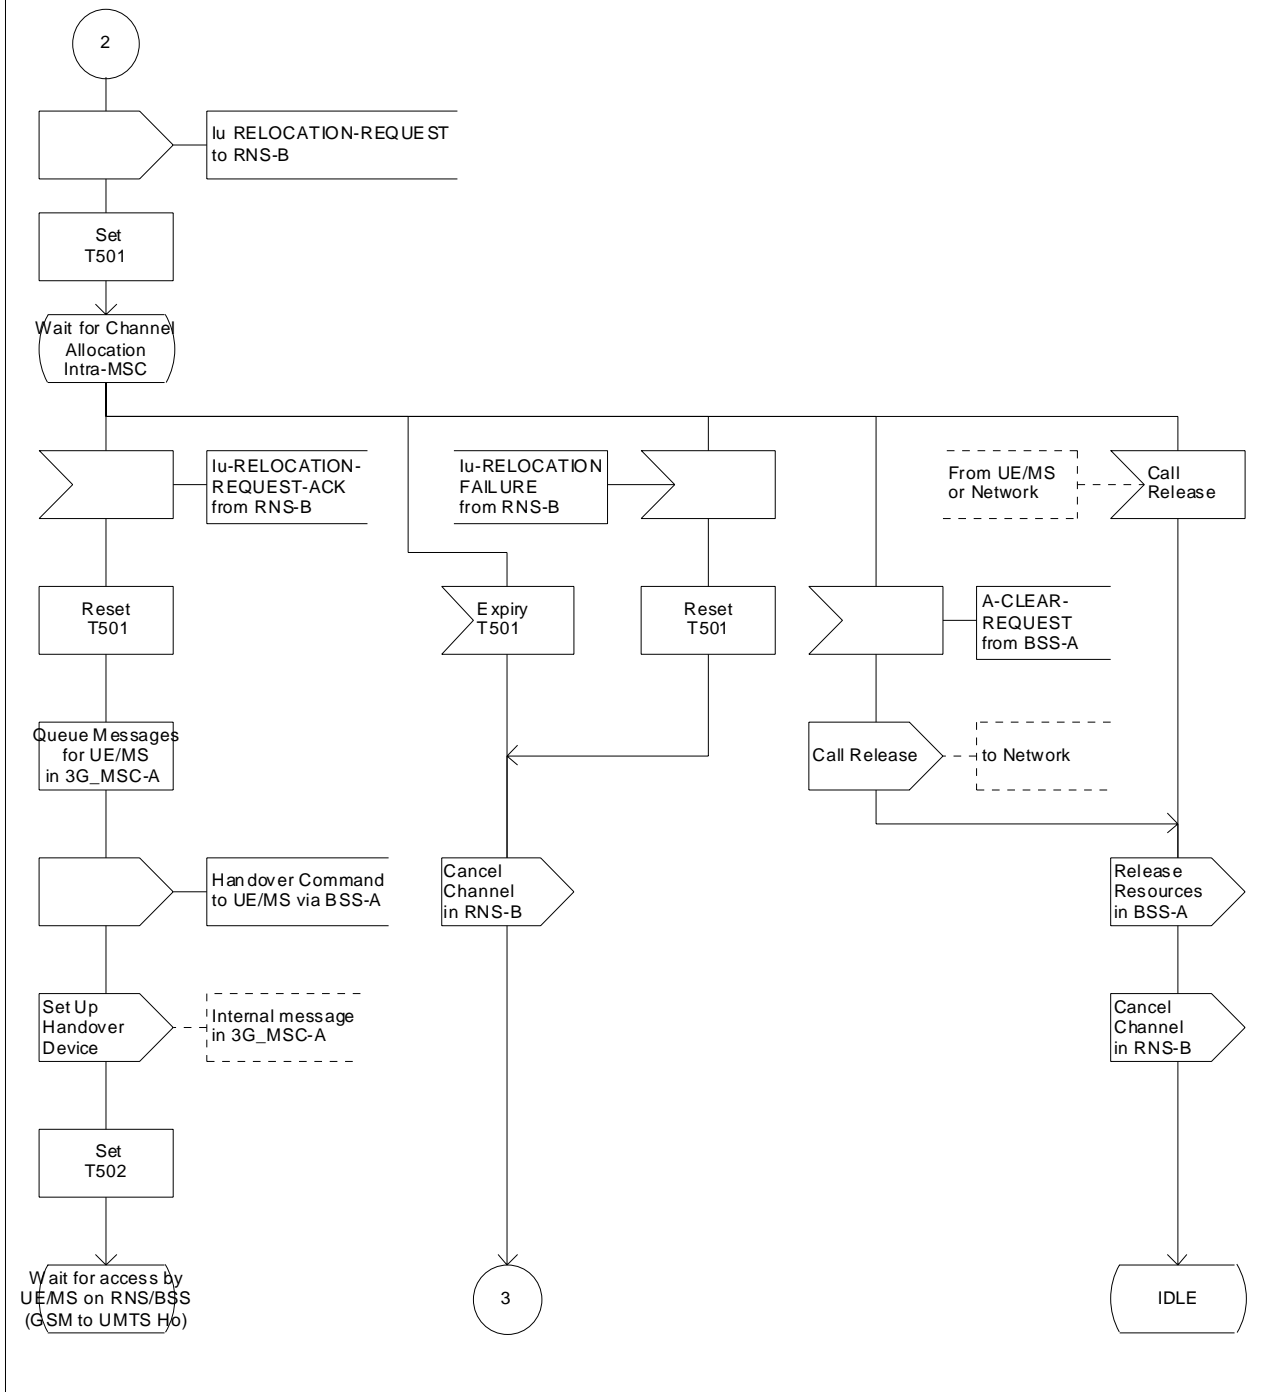 2
Iu RELOCATION-REQUEST
to RNS-B
Set
T501
Wait for Channel
Allocation
Intra-MSC
Iu-RELOCATION-
REQUEST-ACK
from RNS-B
Iu-RELOCATION
FAILURE
from RNS-B
From UE/MS
or Network
Call
Release
Reset
T501
Expiry
T501
Reset
T501
A-CLEAR-
REQUEST
from BSS-A
Queue Messages
for UE/MS
in 3G_MSC-A
Call Release
to Network
Handover Command
to UE/MS via BSS-A
Cancel
Channel
in RNS-B
Release
Resources
in BSS-A
Set Up
Handover
Device
Internal message
in 3G_MSC-A
Cancel
Channel
in RNS-B
Set
T502
Wait for access by
UE/MS on RNS/BSS
(GSM to UMTS Ho)
3
IDLE